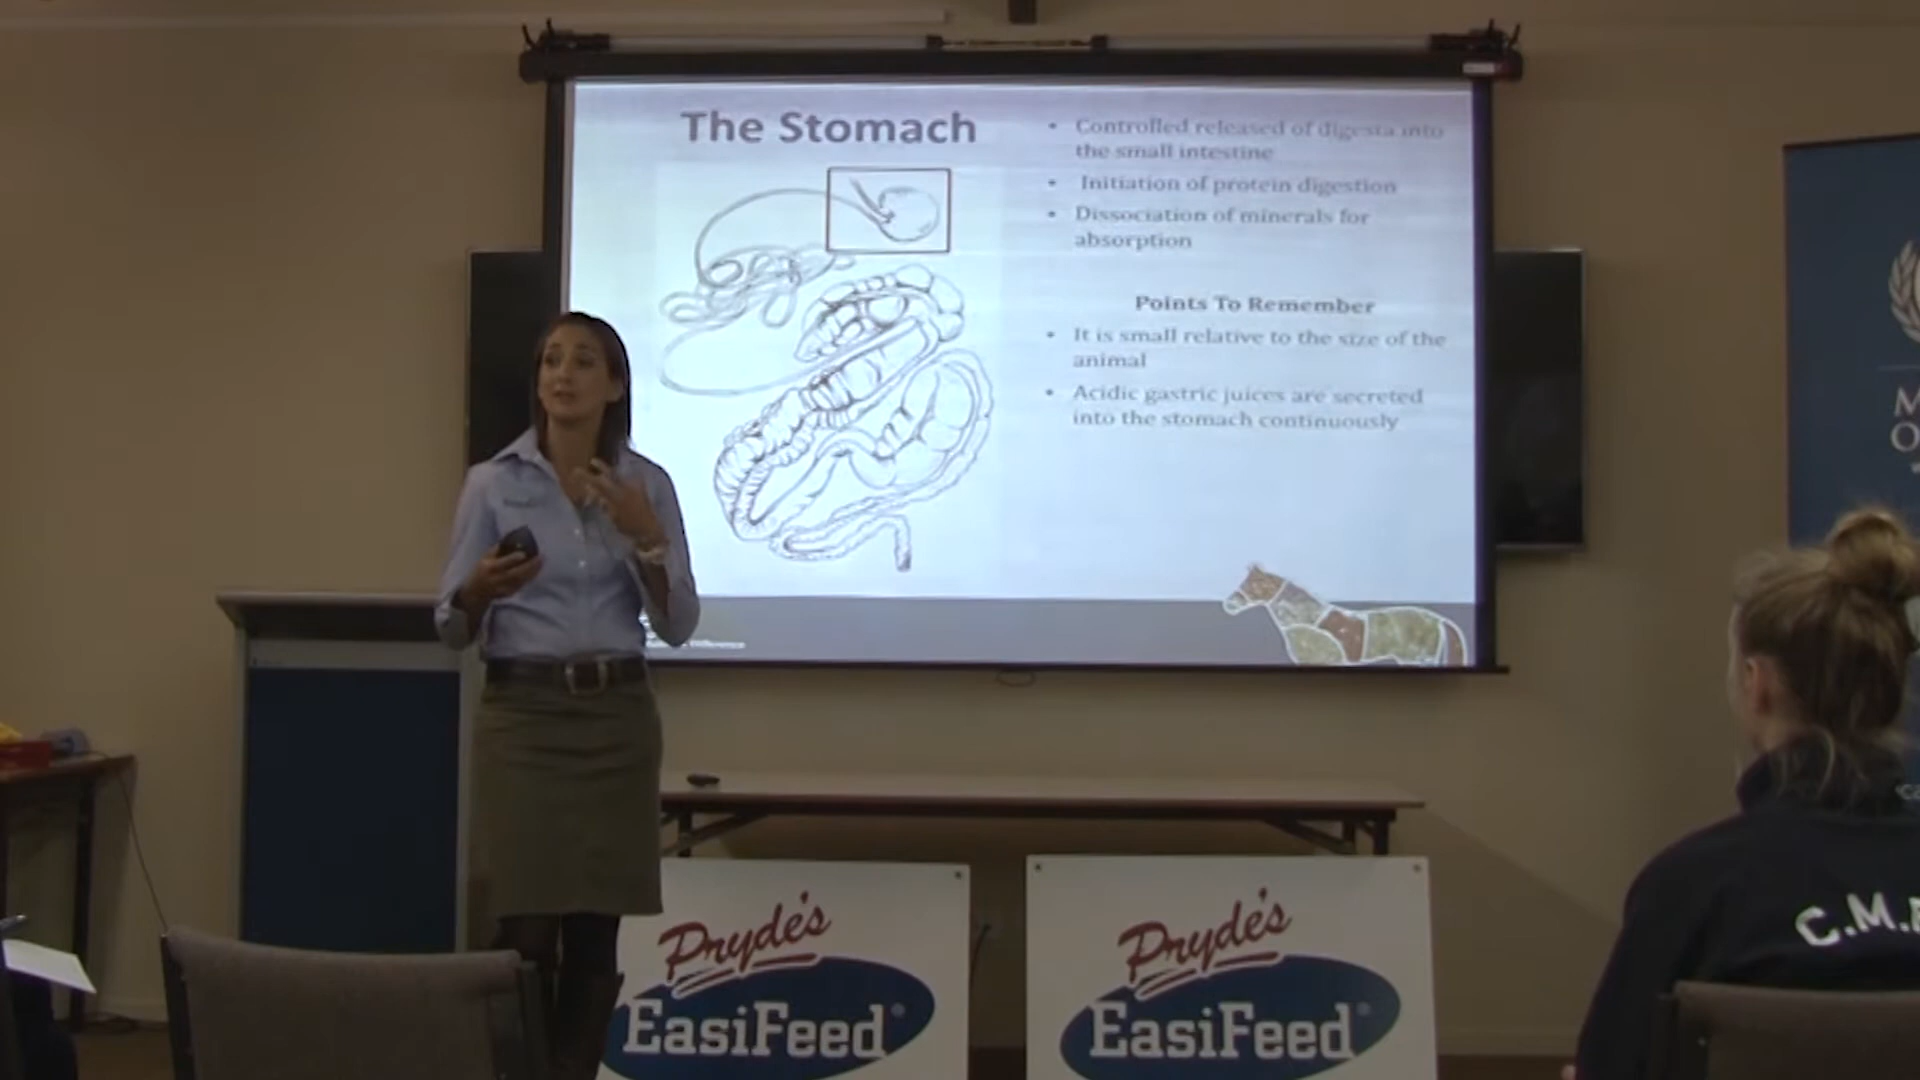 The Stomach
• Controlled released of digesta into
the small intestine
• Initiation of protein digestion
• Dissociation of minerals for
absorption
Points To Remember
• It is small relative to the size of the
animal
• Acidic gastric juices are secreted
into the stomach continuously
Difference
M
O
C.M.
Pryde's
EasiFeed®
Pryde's
EasiFeed®